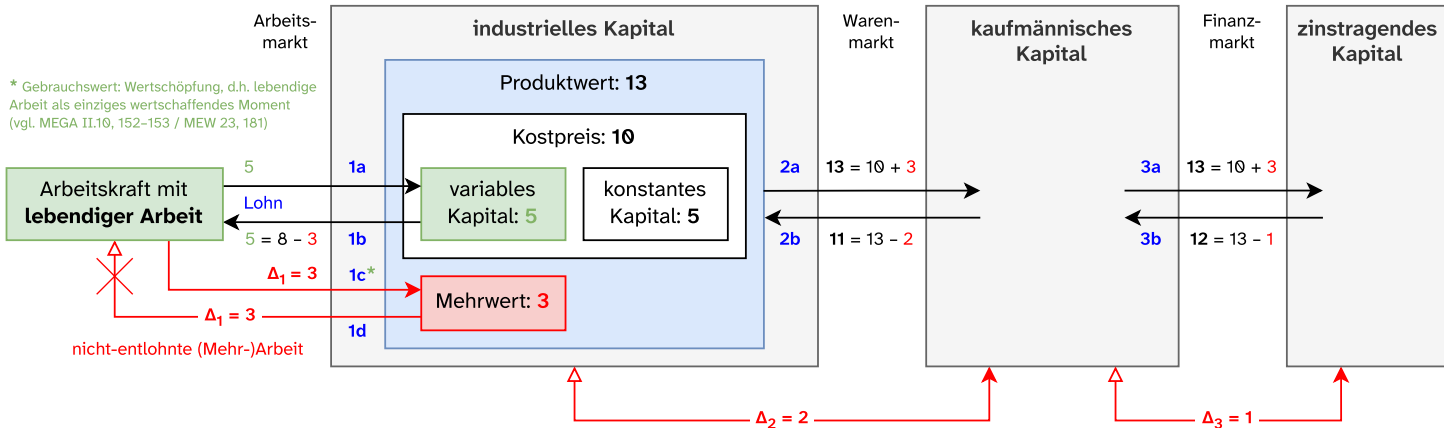 Arbeits-
markt
industrielles Kapital
Waren-
markt
kaufmännisches
Kapital
Finanz-
markt
zinstragendes
Kapital
* Gebrauchswert: Wertschöpfung, d.h. lebendige
Arbeit als einziges wertschaffendes Moment
(vgl. MEGA II.10, 152–153 / MEW 23, 181)
Produktwert: 13
Kostpreis: 10
5
1a
2a
13 = 10 + 3
3a
13 = 10 + 3
Arbeitskraft mit
lebendiger Arbeit
variables
Kapital: 5
konstantes
Kapital: 5
Lohn
5 = 8 – 3
1b
2b
11 = 13 – 2
3b
12 = 13 – 1
Δ1 = 3
1c*
Mehrwert: 3
Δ1 = 3
1d
nicht-entlohnte (Mehr-)Arbeit
Δ2 = 2
Δ3 = 1